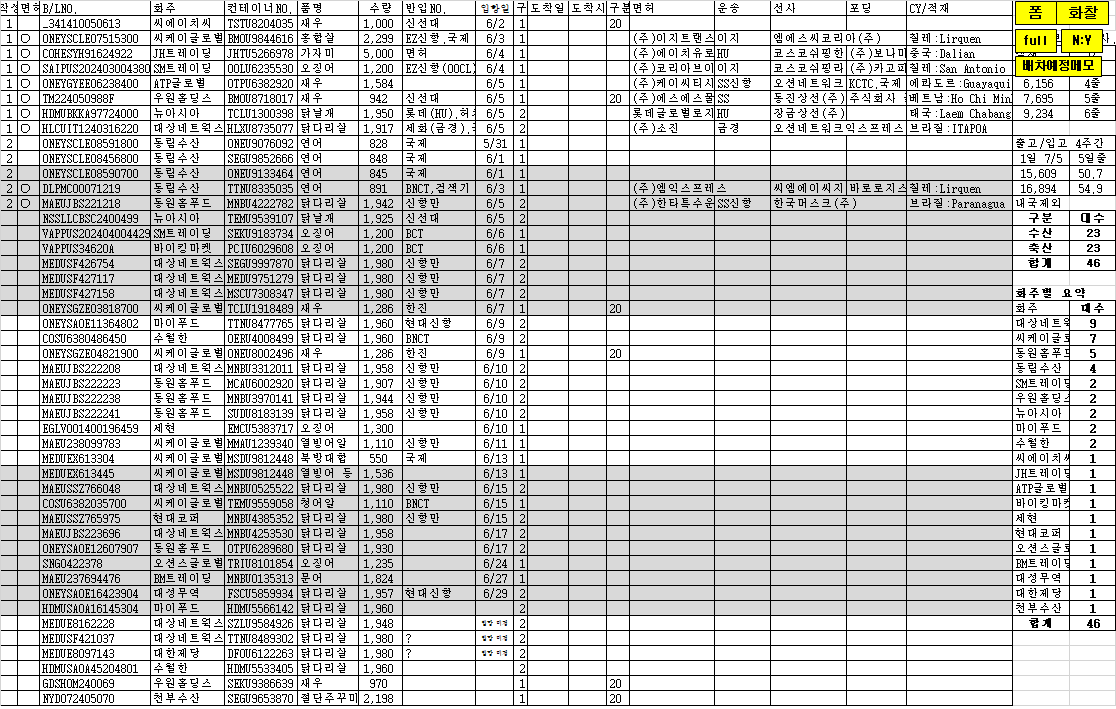 작성 면허 B/LNO. 화주 컨테이너NO. 품명 수량 반입NO. 입항일 구 도착일 도착시 구분 면허 운송 선사 포딩 CY/적재 폼 화찰
1 _341410050613 씨에이치씨 TSTU8204035 새우 1,000 신선대 6/2 1 20
1 ○ ONEYSCLE07515300 씨케이글로벌 BMOU9844616 홍합살 2,299 EZ신항,국제 6/3 1 (주)이지트랜스 이지 엠에스씨코리아(주) 칠레:Lirquen full N:Y
1 ○ COHESYH91624922 JH트레이딩 JHTU5266978 가자미 5,000 면허 6/4 1 (주)에이치유로 HU 코스코쉬핑한 (주)보나미 중국:Dalian
1 ○ SAIPUS202403004380 SM트레이딩 OOLU6235530 오징어 1,200 EZ신항(OOCL) 6/4 1 (주)코리아브이 이지 코스코쉬핑라 (주)카고피 칠레:San Antonio 배차예정메모
1 ○ ONEYGYEE06238400 ATP글로벌 OTPU6382920 새우 1,584 6/5 1 (주)케이씨티시 SS신항 오션네트워크 KCTC,국제 에콰도르:Guayaqui 6,156 4줄
1 ○ TM224050988F 우원홀딩스 BMOU8718017 새우 942 신선대 6/5 1 20 (주)에스에스물 SS 동진상선(주) 주식회사 베트남:Ho Chi Min 7,695 5줄
1 ○ HDMUBKKA97724000 뉴아시아 TCLU1300398 닭날개 1,950 롯데(HU),허 6/5 1 롯데글로벌로지 HU 장금상선(주) 태국:Laem Chabang 9,234 6줄
1 ○ HLCUIT1240316220 대상네트웍스 HLXU8735077 닭다리살 1,917 세화(금경), 6/5 2 (주)소진 금경 오션네트워크익스프레스 브라질:ITAPOA
2 ONEYSCLE08591800 동림수산 ONEU9076092 연어 828 국제 5/31 1 출고/입고 4주간
2 ONEYSCLE08456800 동림수산 SEGU9852666 연어 848 국제 6/1 1 1일 7/5 5일줄
2 ONEYSCLE08590700 동림수산 ONEU9133464 연어 845 국제 6/1 1 15,609 50.7
2 ○ DLPMC00071219 동림수산 TTNU8335035 연어 891 BNCT,검색기 6/3 1 (주)엠익스프레스 씨엠에이씨지 바로로지스 칠레:Lirquen 16,894 54.9
2 ○ MAEUJBS221218 동원홈푸드 MNBU4222782 닭다리살 1,942 신항만 6/5 2 (주)한타특수운 SS신항 한국머스크(주) 브라질:Paranagua 내국제외
NSSLLCBSC2400499 뉴아시아 TEMU9539107 닭날개 1,925 신선대 6/5 2 구분 대수
VAPPUS202404004429 SM트레이딩 SEKU9183734 오징어 BCT 6/6 1 수산 23
VAPPUS34620A 바이킹마켓 PCIU6029608 오징어 BCT 6/6 1 축산 23
MEDUSF426754 대상네트웍스 SEGU9997870 닭다리살 1,980 신항만 6/7 2 합계 46
MEDUSF427117 대상네트웍스 MEDU9751279 닭다리살 1,980 신항만 6/7 2
MEDUSF427158 대상네트웍스 MSCU7308347 닭다리살 1,980 신항만 6/7 2 화주별 요약
ONEYSGZE03818700 씨케이글로벌 TCLU1918489 새우 1,286 한진 6/7 1 20 화주 대수
ONEYSAOE11364802 마이푸드 TTNU8477765 닭다리살 1,960 현대신항 6/9 2 대상네트웍 9
COSU6380486450 수월한 OERU4008499 닭다리살 1,960 BNCT 6/9 2 씨케이글로 7
ONEYSGZE04821900 씨케이글로벌 ONEU8002496 새우 1,286 한진 6/9 1 20 동원홈푸드 5
MAEUJBS222208 대상네트웍스 MNBU3312011 닭다리살 1,958 신항만 6/10 2 동림수산 4
MAEUJBS222223 동원홈푸드 MCAU6002920 닭다리살 1,907 신항만 6/10 2 SM트레이딩 2
MAEUJBS222238 동원홈푸드 MNBU3970141 닭다리살 1,944 신항만 6/10 2 우원홀딩스 2
MAEUJBS222241 동원홈푸드 SUDU8183139 닭다리살 1,958 신항만 6/10 2 뉴아시아 2
EGLV001400196459 세현 EMCU5383717 오징어 1,300 6/10 1 마이푸드 2
MAEU238099783 씨케이글로벌 MMAU1239340 열빙어알 1,110 신항만 6/11 1 수월한 2
MEDUEX613304 씨케이글로벌 MSDU9812448 북방대합 550 국제 6/13 1 씨에이치씨 1
MEDUEX613445 씨케이글로벌 MSDU9812448 열빙어 등 1,536 6/13 1 JH트레이딩 1
MAEUSSZ766048 대상네트웍스 MNBU0525522 닭다리살 1,980 신항만 6/15 2 ATP글로벌 1
COSU6382035700 씨케이글로벌 TEMU9559058 청어알 1,110 BNCT 6/15 1 바이킹마켓 1
MAEUSSZ765975 현대코퍼 MNBU4385352 닭다리살 1,980 신항만 6/15 2 세현 1
MAEUJBS223696 대상네트웍스 MNBU4253530 닭다리살 1,958 6/17 2 현대코퍼 1
ONEYSAOE12607907 동원홈푸드 OTPU6289680 닭다리살 1,930 6/17 2 오션스글로 1
SNGO422378 오션스글로벌 TRIU8101854 오징어 1,235 6/24 1 BM트레이딩 1
MAEU237694476 BM트레이딩 MNBU0135313 문어 1,824 6/27 1 대성무역 1
ONEYSAOE16423904 대성무역 FSCU5859934 닭다리살 1,957 현대신항 6/29 2 대한제당 1
HDMUSAOA16145304 마이푸드 HDMU5566142 닭다리살 1,960 2 천부수산 1
MEDUE8162228 대상네트웍스 SZLU9584926 닭다리살 1,948 입항 미정 2 합계 46
MEDUSF421037 대상네트웍스 TTNU8489302 닭다리살 1,980 ? 입항 미정 2
MEDUE8097143 대한제당 DFOU6122263 닭다리살 1,980 ? 입항 미정 2
HDMUSAOA45204801 수월한 HDMU5533405 닭다리살 1,960 2
GDSHOM240069 우원홀딩스 SEKU9386639 새우 970 1 20
NYDO72405070 천부수산 SEGU9653870 절단주꾸미 2,198 1 20